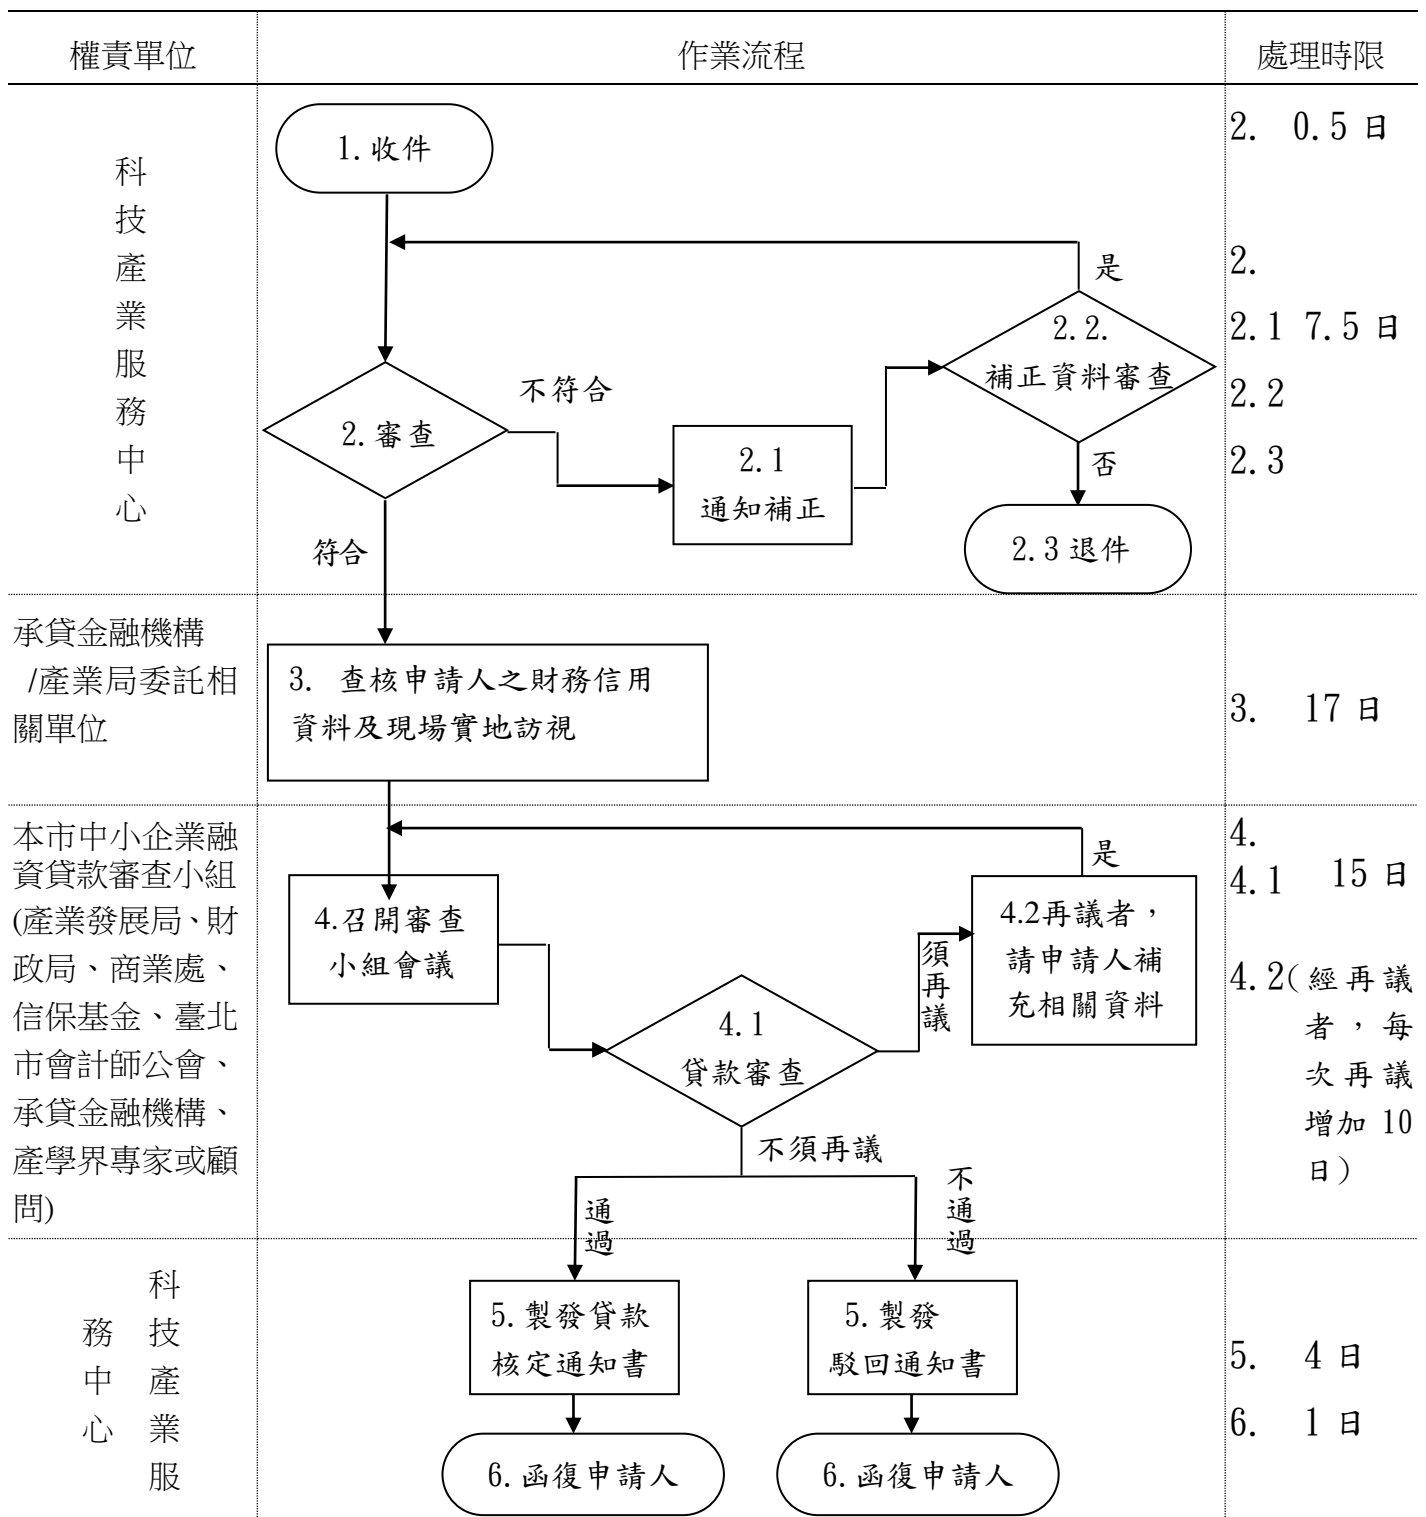 權責單位
作業流程
處理時限
科
技
產
業
服
務
中
心
1.收件
是
2.2.
補正資料審查
不符合
2.審查
2.1
通知補正
否
2.3退件
符合
2. 0.5日
2.
2.1 7.5日
2.2
2.3
承貸金融機構
/產業局委託相
關單位
3. 查核申請人之財務信用
資料及現場實地訪視
3. 17日
本市中小企業融
資貸款審查小組
(產業發展局、財
政局、商業處、
信保基金、臺北
市會計師公會、
承貸金融機構、
產學界專家或顧
問)
是
4.召開審查
小組會議
須
再
議
4.2再議者，
請申請人補
充相關資料
4.1
貸款審查
不須再議
通
過
不
通
過
4.
4.1 15日
4.2(經再議
者，每
次再議
增加 10
日)
科
技
產
業
服
務
中
心
5.製發貸款
核定通知書
5.製發
駁回通知書
6.函復申請人
6.函復申請人
5. 4日
6. 1日